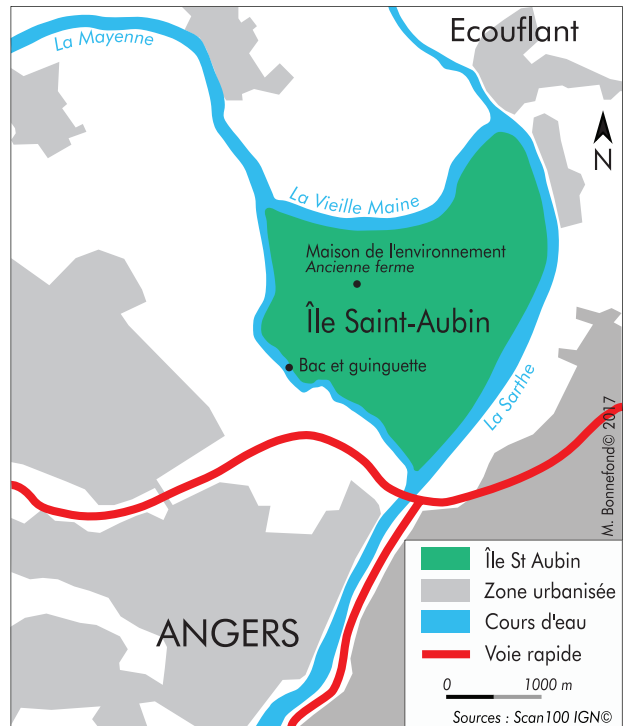 La Mayenne
Ecouflant
N
La Vieille Maine
Maison de l'environnement
Ancienne ferme
Île Saint-Aubin
Bac et guinguette
La Sarthe
M. Bonnefond© 2017
ANGERS
Île St Aubin
Zone urbanisée
Cours d'eau
Voie rapide
0 1000 m
Sources : Scan100 IGN©